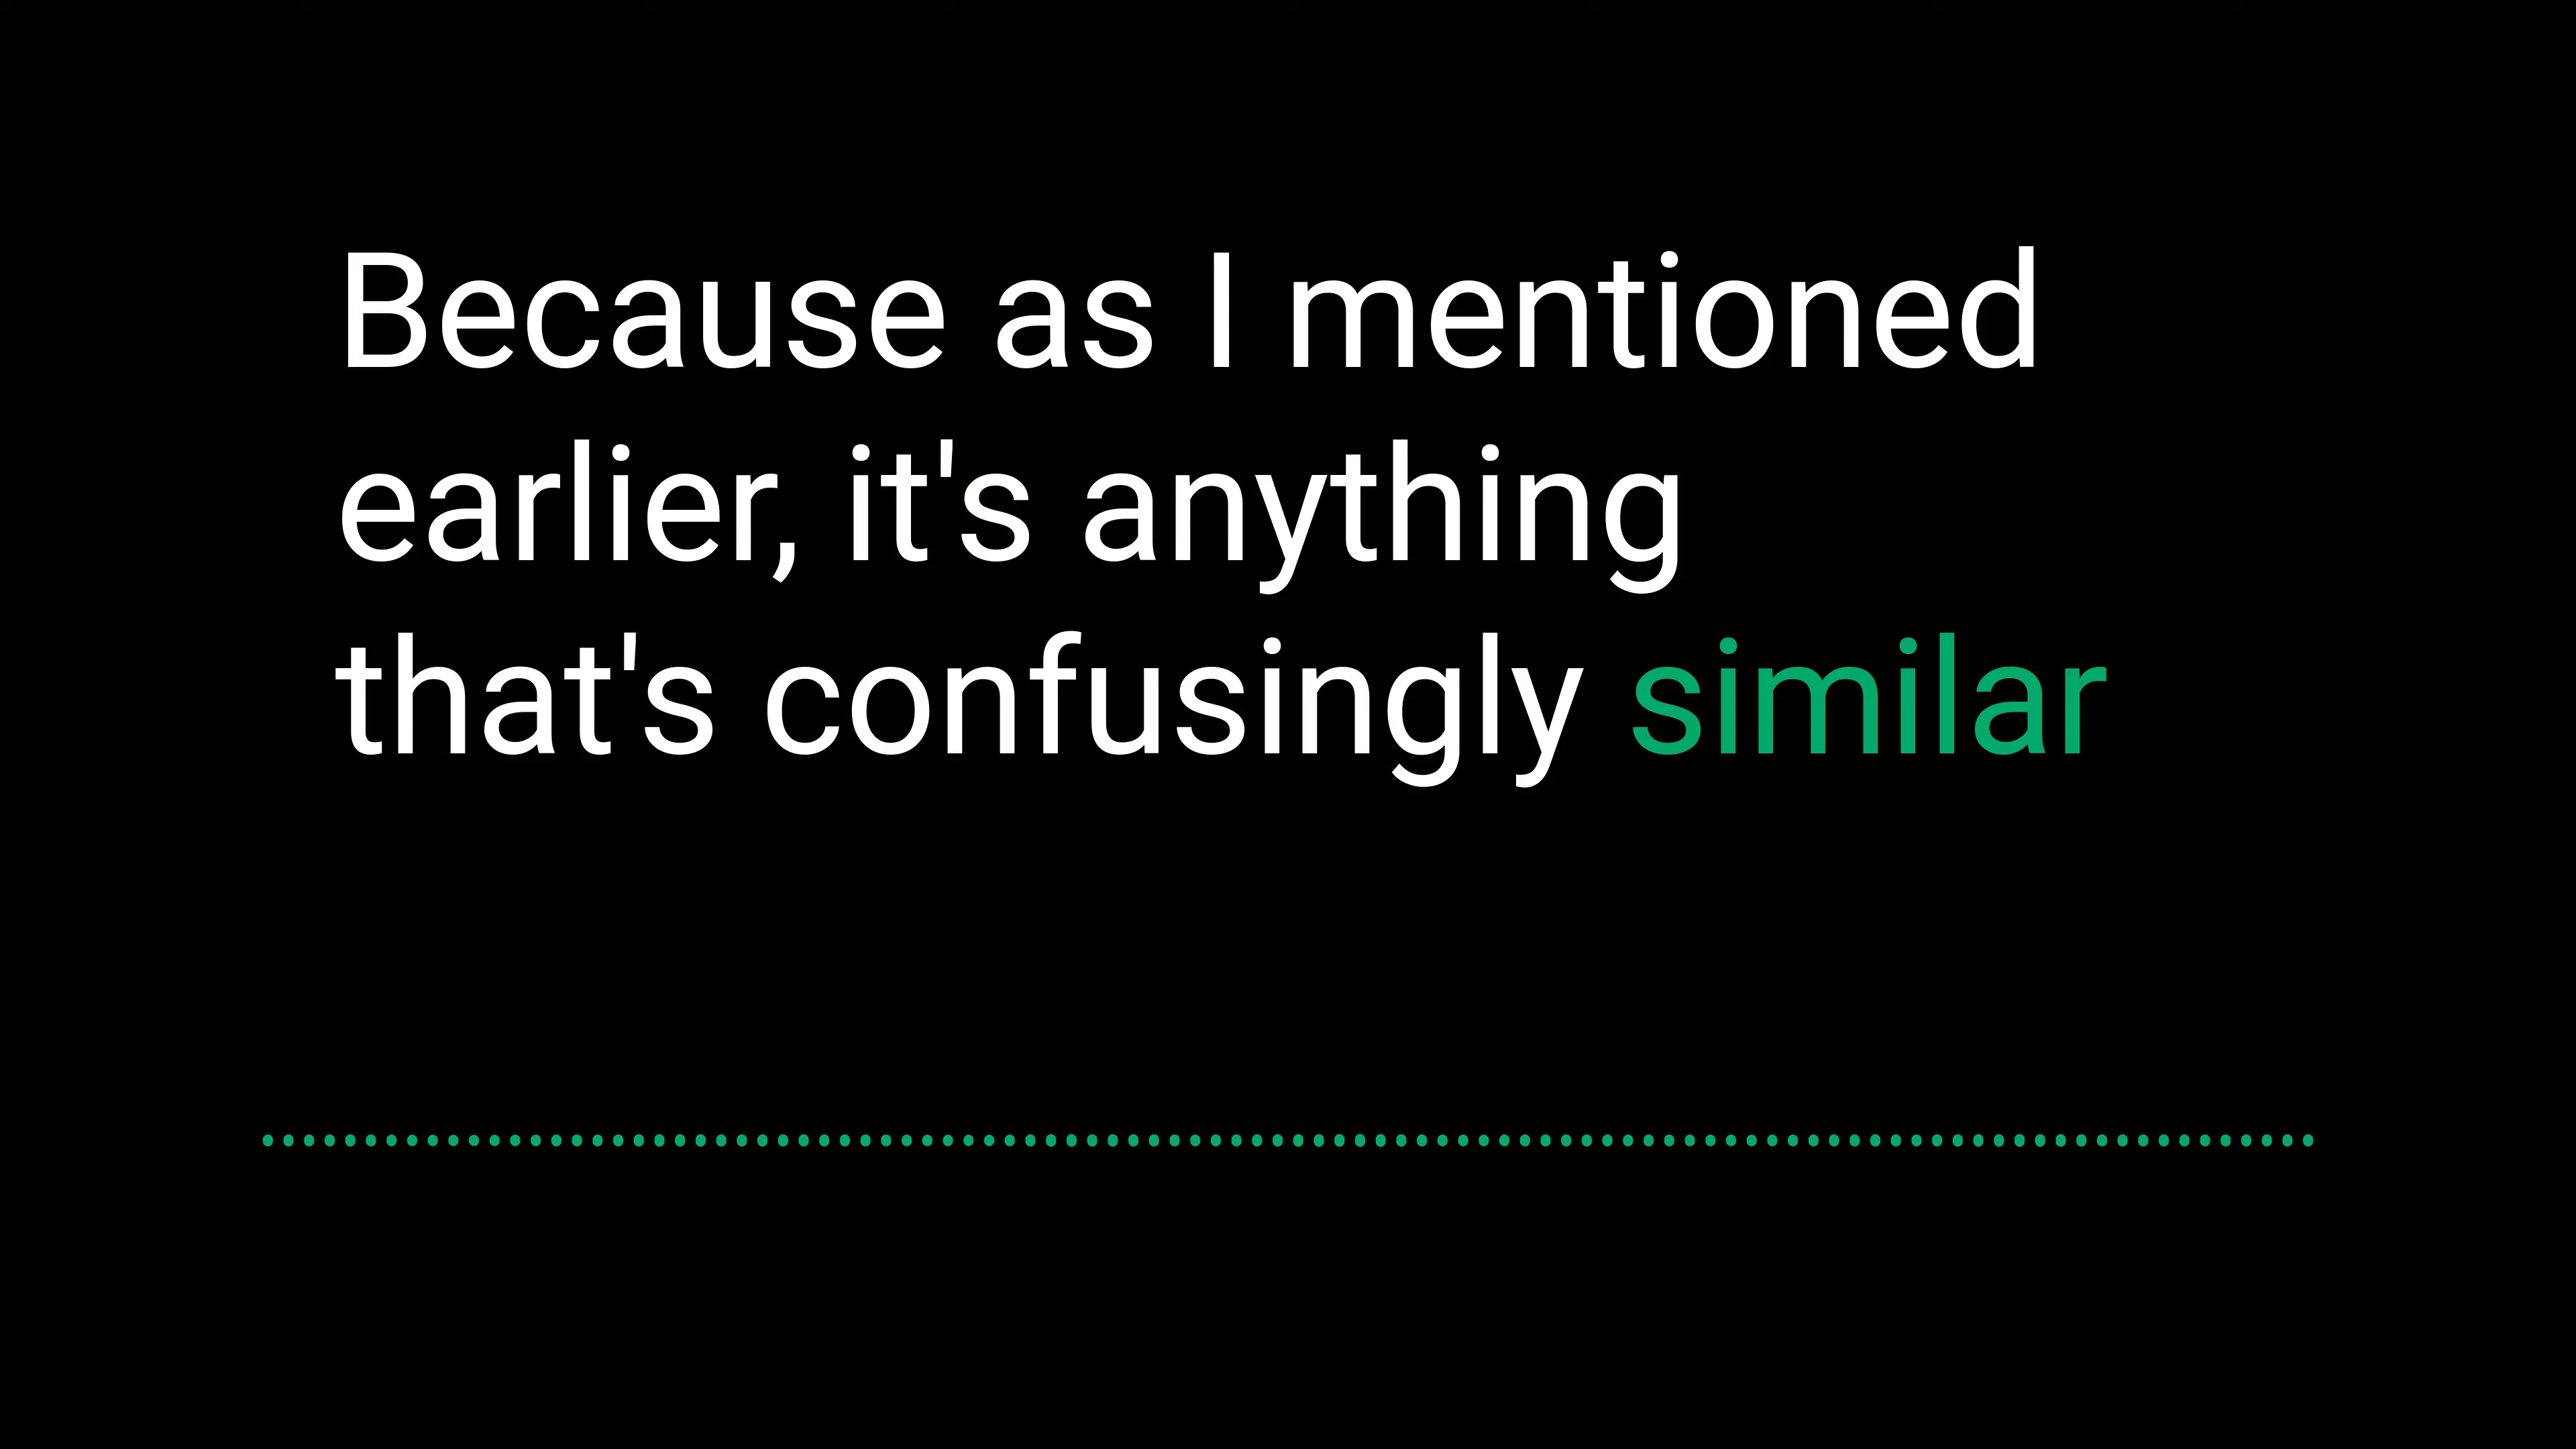 Because as I mentioned
earlier, it's anything
that's confusingly similar